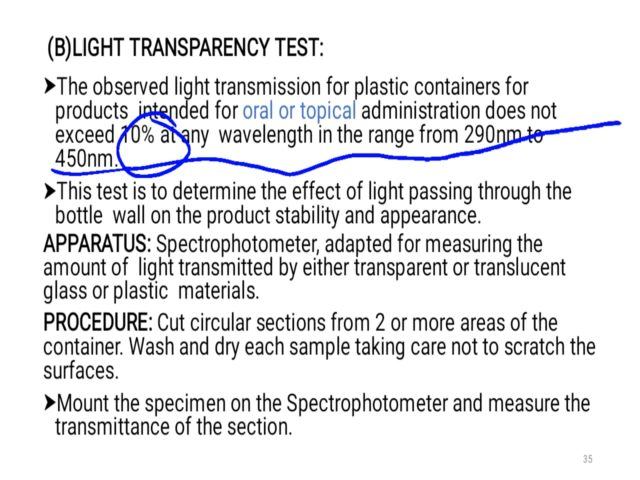 (B)LIGHT TRANSPARENCY TEST:
➤The observed light transmission for plastic containers for
products intended for oral or topical administration does not
exceed 10% at any wavelength in the range from 290nm to
450nm.
➤This test is to determine the effect of light passing through the
bottle wall on the product stability and appearance.
APPARATUS: Spectrophotometer, adapted for measuring the
amount of light transmitted by either transparent or translucent
glass or plastic materials.
PROCEDURE: Cut circular sections from 2 or more areas of the
container. Wash and dry each sample taking care not to scratch the
surfaces.
➤Mount the specimen on the Spectrophotometer and measure the
transmittance of the section.
35